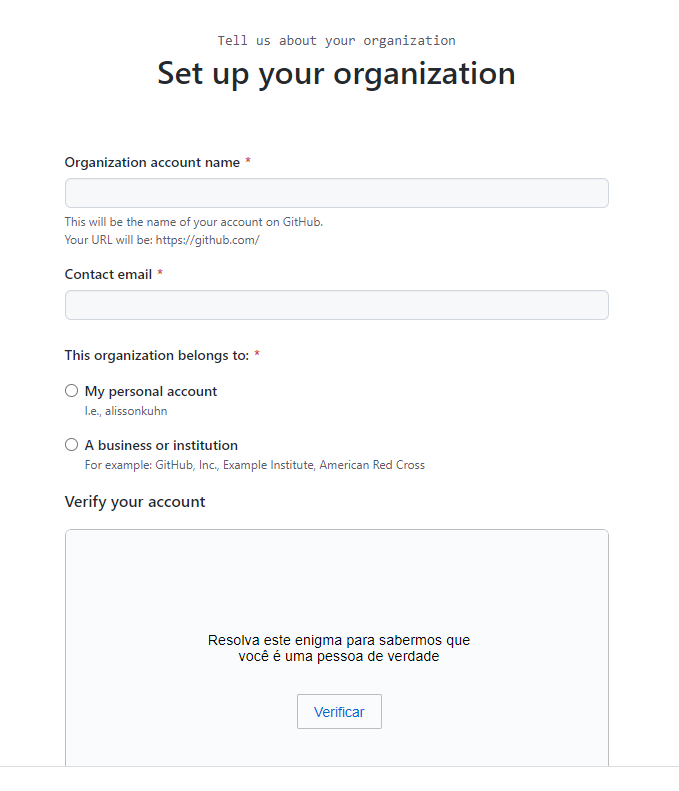 Tell us about your organization
Set up your organization
Organization account name *
This will be the name of your account on GitHub.
Your URL will be: https://github.com/
Contact email *
This organization belongs to: *
My personal account
I.e., alissonkuhn
A business or institution
For example: GitHub, Inc., Example Institute, American Red Cross
Verify your account
Resolva este enigma para sabermos que
você é uma pessoa de verdade
Verificar